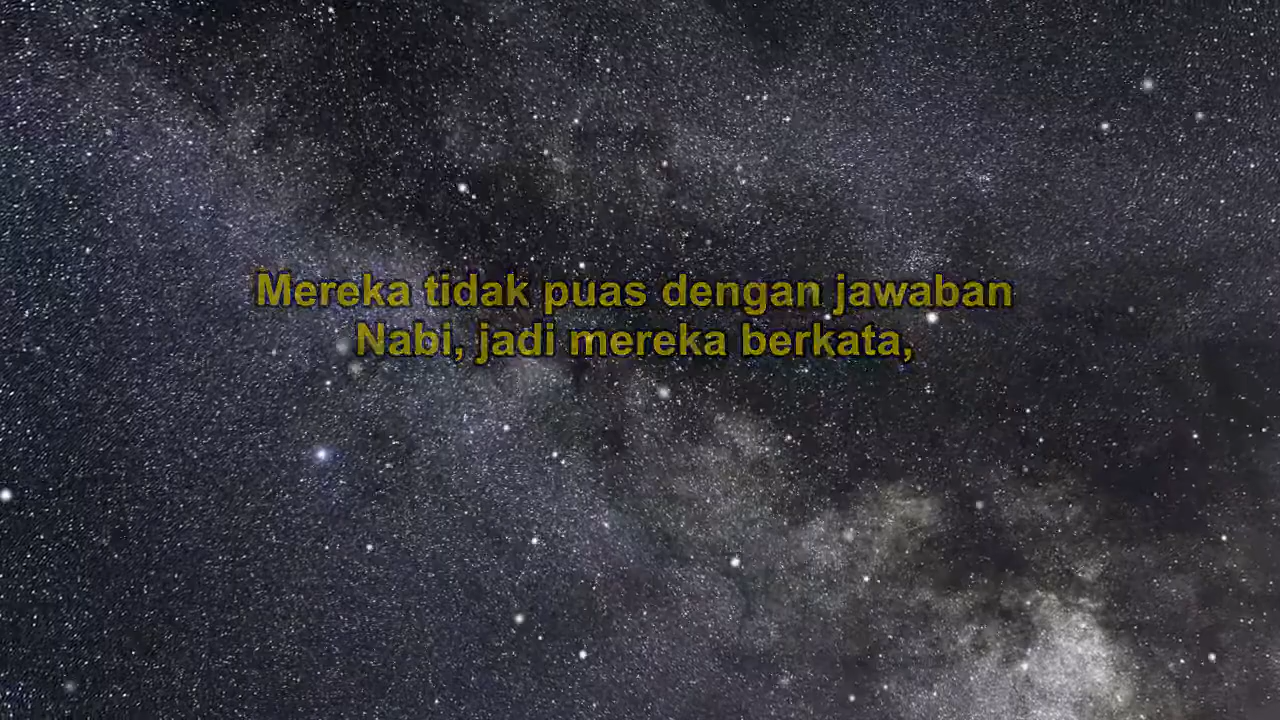 Mereka tidak puas dengan jawaban
Nabi, jadi mereka berkata,